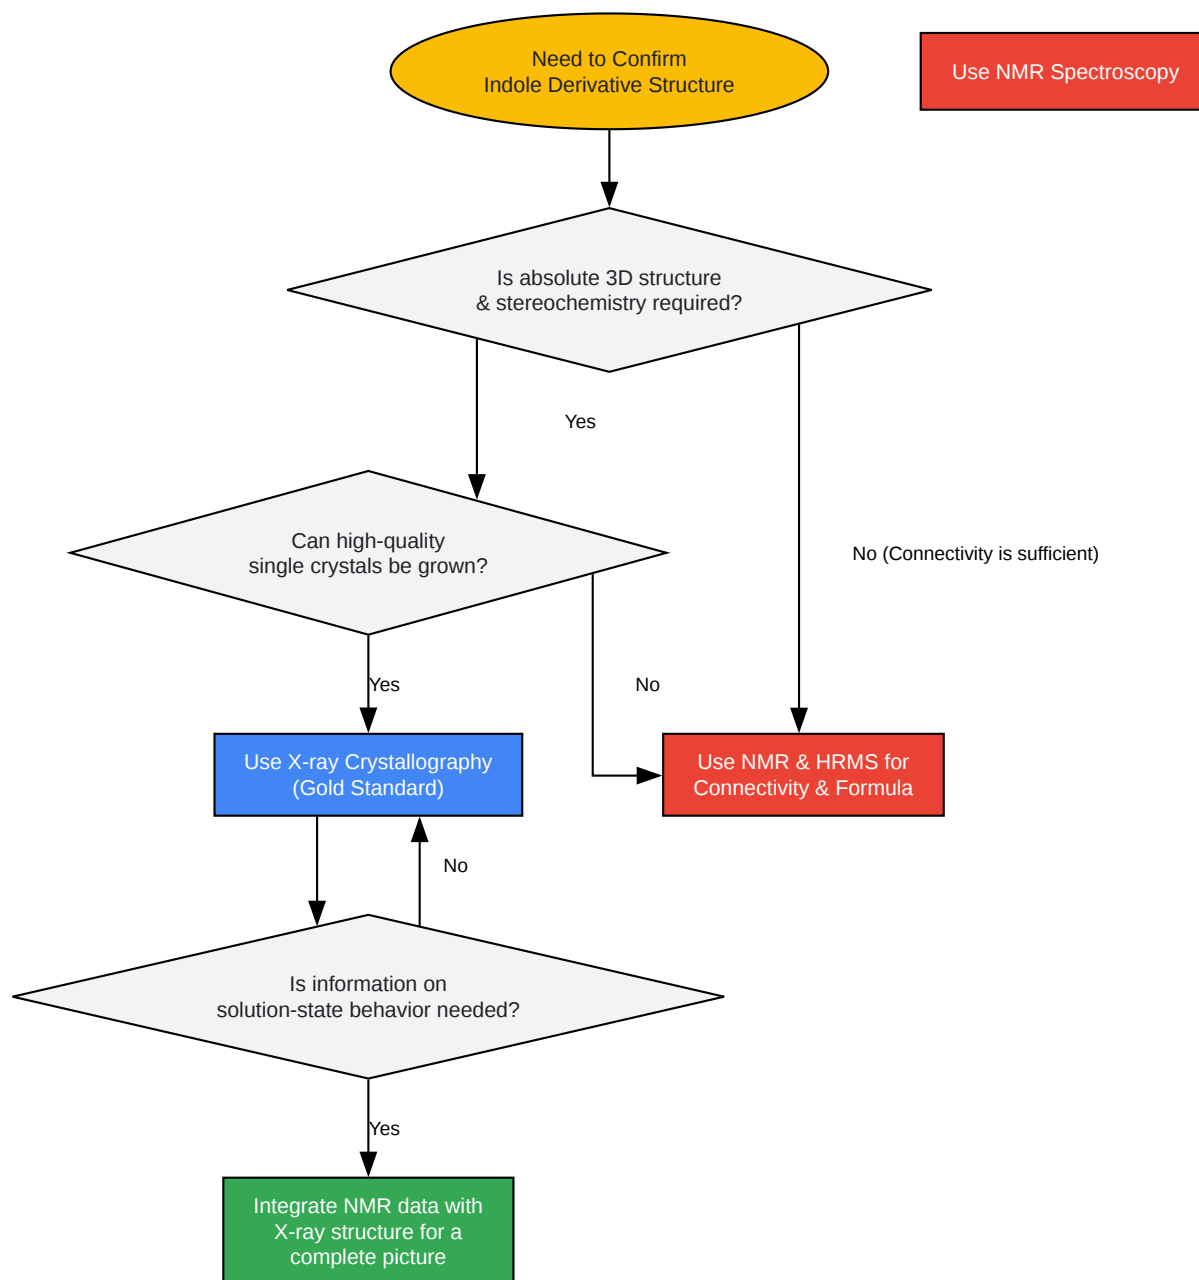 Need to Confirm
Indole Derivative Structure
Use NMR Spectroscopy
Is absolute 3D structure
& stereochemistry required?
Yes
Can high-quality
single crystals be grown?
No (Connectivity is sufficient)
Yes
No
Use X-ray Crystallography
(Gold Standard)
Use NMR & HRMS for
Connectivity & Formula
No
Is information on
solution-state behavior needed?
Yes
Integrate NMR data with
X-ray structure for a
complete picture